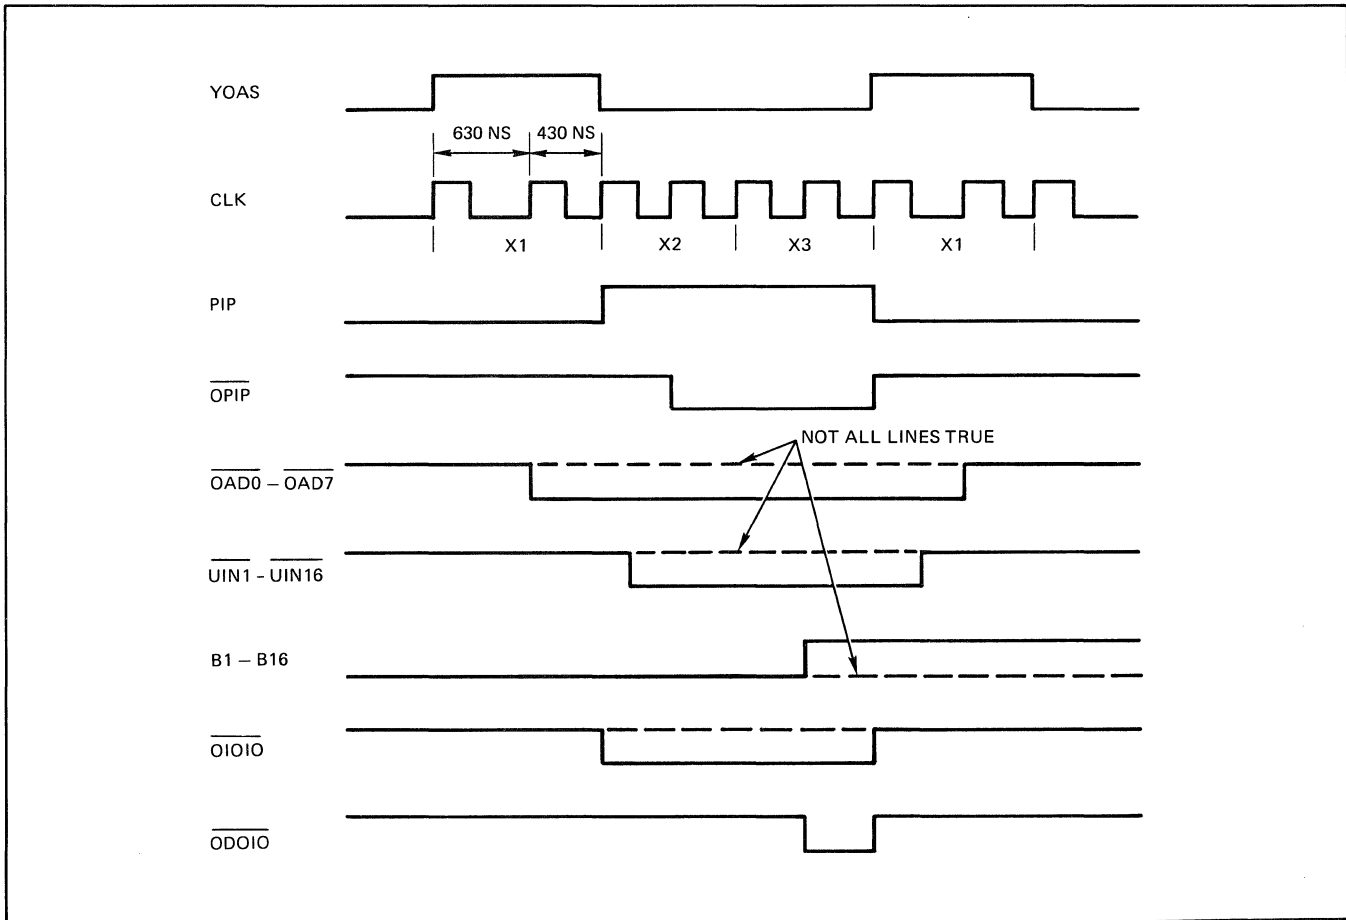 YOAS
630 NS 430 NS
CLK
X1 X2 X3 X1
PIP
OPIP
NOT ALL LINES TRUE
OAD0 – OAD7
UIN1 - UIN16
B1 – B16
OIOIO
ODOIO